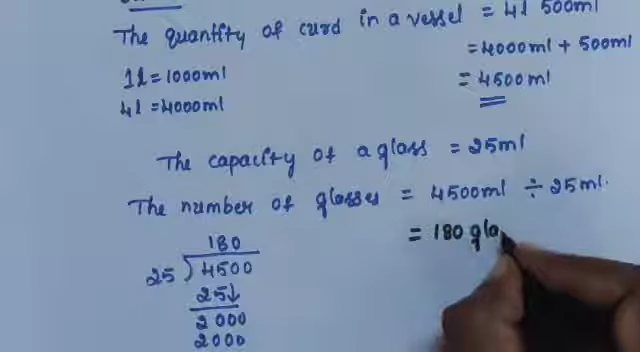 The quantity of curd in a vessel = 4l 500ml
= 4000ml + 500ml
1l = 1000ml
= 4500ml
4l = 4000ml
The capacity of a glass = 25ml
The number of glasses = 4500ml ÷ 25ml.
= 180 gla
180
25 ) 4500
25↓
2000
2000